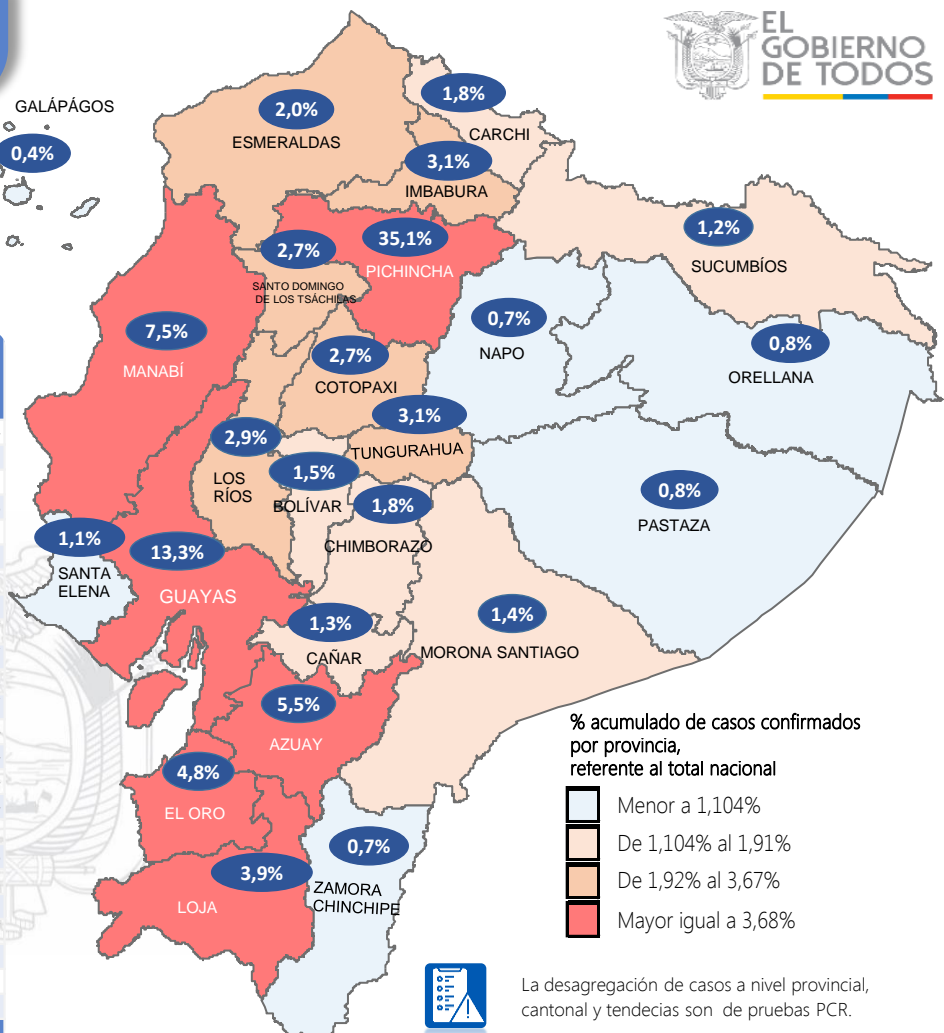 EL
GOBIERNO
DE TODOS
GALÁPÁGOS
0,4%
2,0%
ESMERALDAS
1,8%
CARCHI
3,1%
IMBABURA
1,2%
SUCUMBÍOS
35,1%
PICHINCHA
2,7%
SANTO DOMINGO
DE LOS TSÁCHILAS
7,5%
MANABÍ
0,7%
NAPO
0,8%
ORELLANA
2,7%
COTOPAXI
3,1%
TUNGURAHUA
2,9%
LOS
RÍOS
1,5%
BOLÍVAR
1,8%
CHIMBORAZO
0,8%
PASTAZA
1,1%
SANTA
ELENA
13,3%
GUAYAS
1,3%
CAÑAR
1,4%
MORONA SANTIAGO
5,5%
AZUAY
4,8%
EL ORO
3,9%
LOJA
0,7%
ZAMORA
CHINCHIPE
% acumulado de casos confirmados
por provincia,
referente al total nacional
Menor a 1,104%
De 1,104% al 1,91%
De 1,92% al 3,67%
Mayor igual a 3,68%
La desagregación de casos a nivel provincial,
cantonal y tendecias son de pruebas PCR.